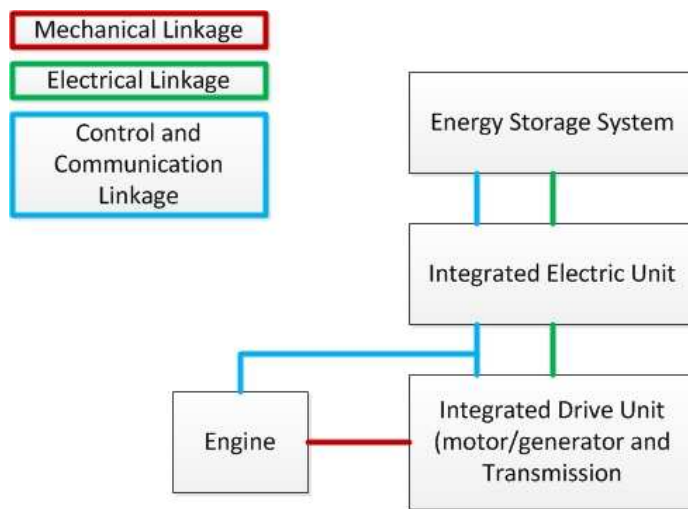 Mechanical Linkage
Electrical Linkage
Control and
Communication
Linkage
Energy Storage System
Integrated Electric Unit
Engine
Integrated Drive Unit
(motor/generator and
Transmission